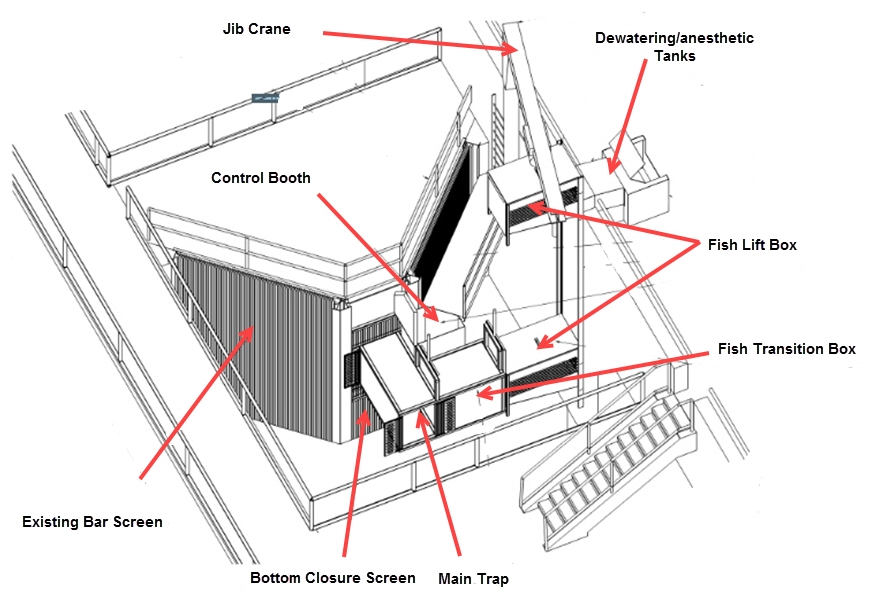 Jib Crane
Dewatering/anesthetic
Tanks
Control Booth
Fish Lift Box
Fish Transition Box
Existing Bar Screen
Bottom Closure Screen
Main Trap